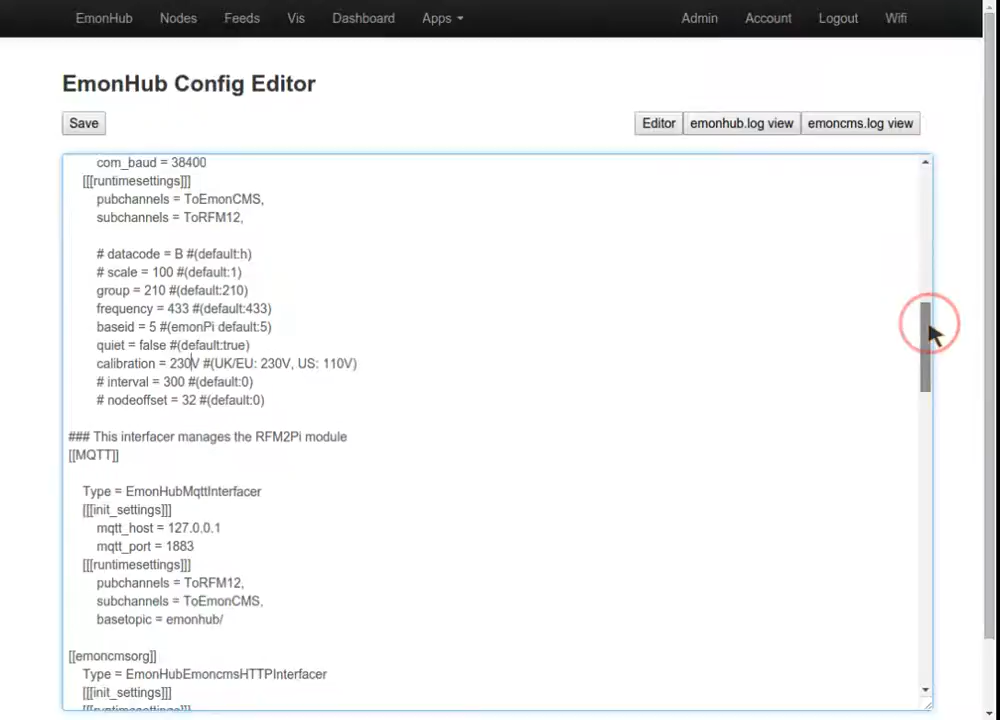 EmonHub Nodes Feeds Vis Dashboard Apps Admin Account Logout Wifi
EmonHub Config Editor
Save Editor emonhub.log view emoncms.log view
com_baud = 38400
[[[runtimesettings]]]
pubchannels = ToEmonCMS,
subchannels = ToRFM12,
# datacode = B #(default:h)
# scale = 100 #(default:1)
group = 210 #(default:210)
frequency = 433 #(default:433)
baseid = 5 #(emonPi default:5)
quiet = false #(default:true)
calibration = 230V #(UK/EU: 230V, US: 110V)
# interval = 300 #(default:0)
# nodeoffset = 32 #(default:0)
### This interfacer manages the RFM2Pi module
[[MQTT]]
Type = EmonHubMqttInterfacer
[[[init_settings]]]
mqtt_host = 127.0.0.1
mqtt_port = 1883
[[[runtimesettings]]]
pubchannels = ToRFM12,
subchannels = ToEmonCMS,
basetopic = emonhub/
[[emoncmsorg]]
Type = EmonHubEmoncmsHTTPInterfacer
[[[init_settings]]]
[[[runtimesettings]]]